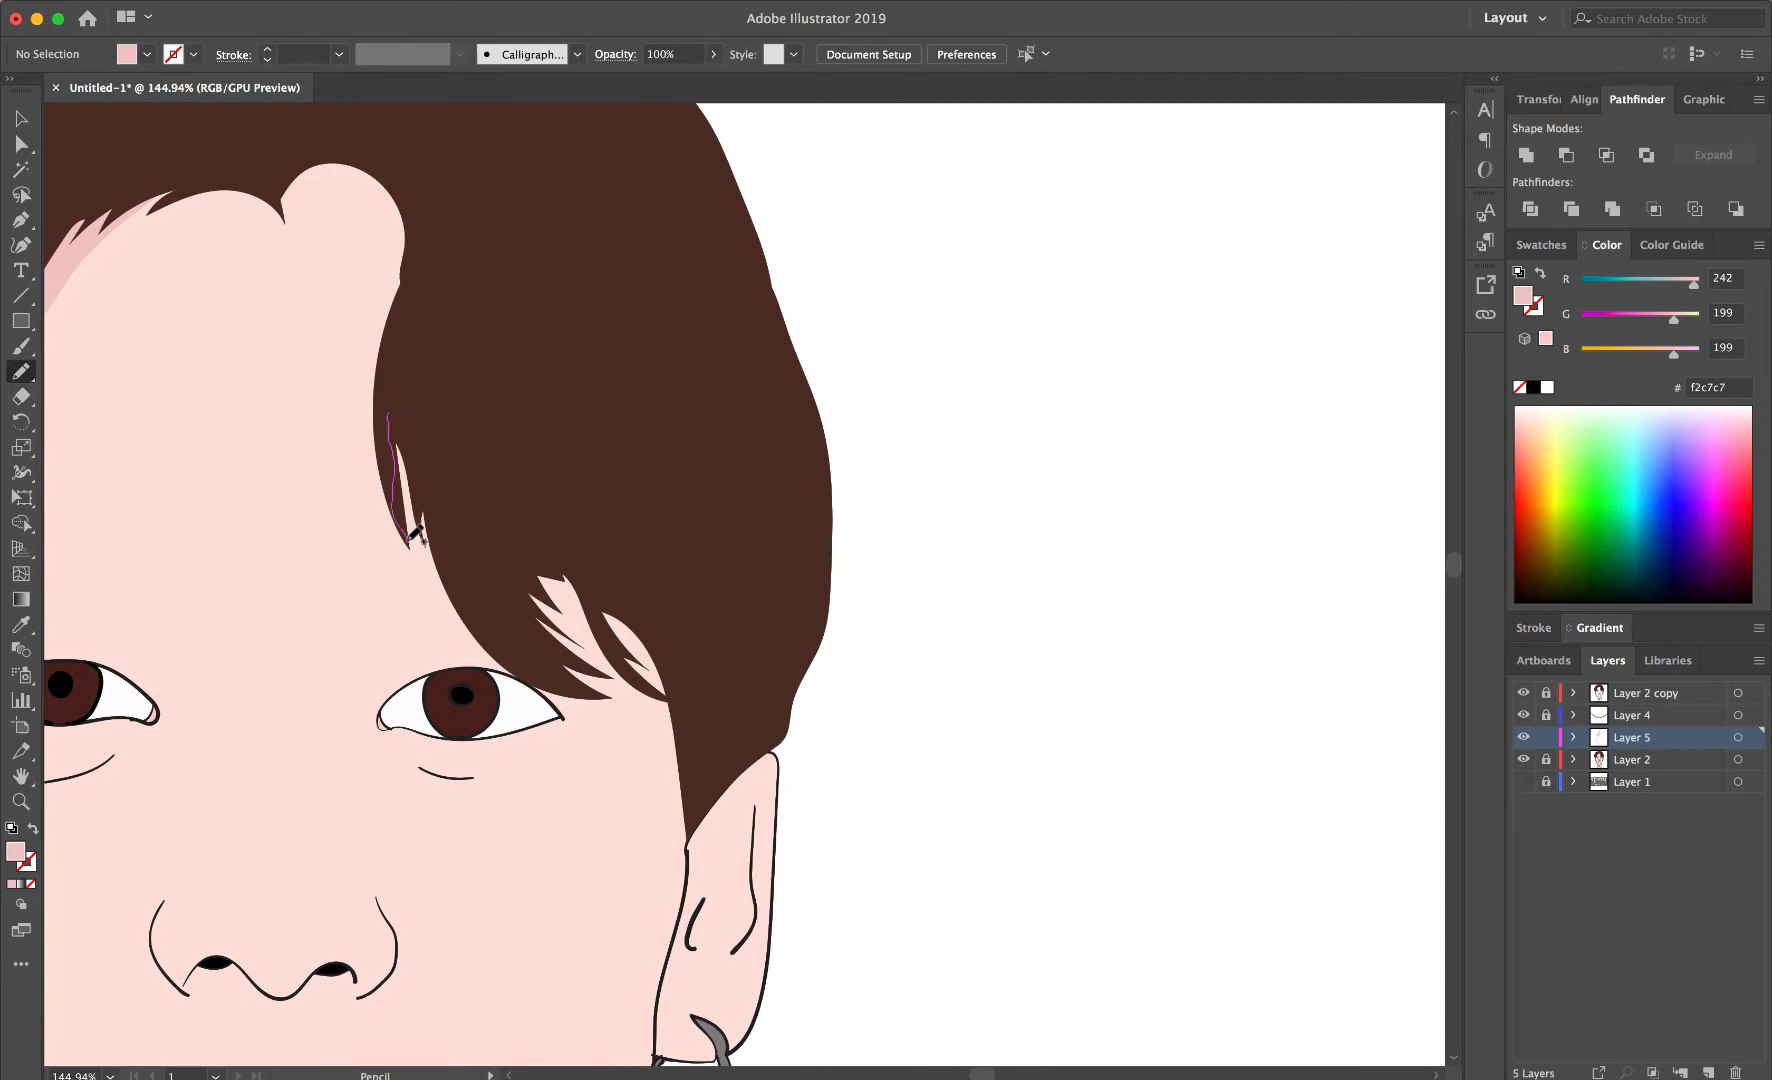 Adobe Illustrator 2019
Layout
Search Adobe Stock
No Selection
Stroke:
Calligraph...
Opacity:
100%
Style:
Document Setup
Preferences
Untitled-1* @ 144.94% (RGB/GPU Preview)
Transfor
Align
Pathfinder
Graphic
Shape Modes:
Expand
Pathfinders:
Swatches
Color
Color Guide
R
242
G
199
B
199
# f2c7c7
Stroke
Gradient
Artboards
Layers
Libraries
Layer 2 copy
Layer 4
Layer 5
Layer 2
Layer 1
5 Layers
144.94%
1
Pencil